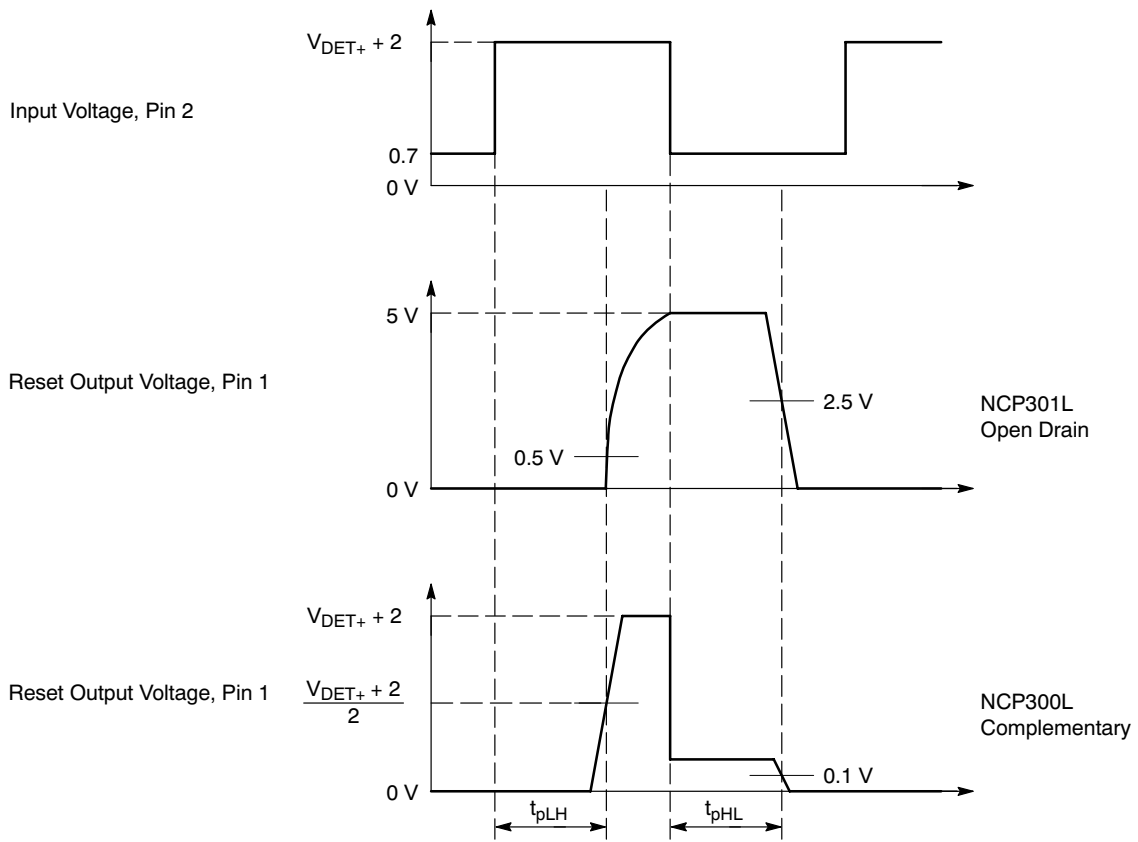 V_DET+ + 2
Input Voltage, Pin 2
0.7
0 V
5 V
Reset Output Voltage, Pin 1
2.5 V
NCP301L
Open Drain
0.5 V
0 V
V_DET+ + 2
Reset Output Voltage, Pin 1
V_DET+ + 2
2
NCP300L
Complementary
0.1 V
0 V
t_pLH
t_pHL